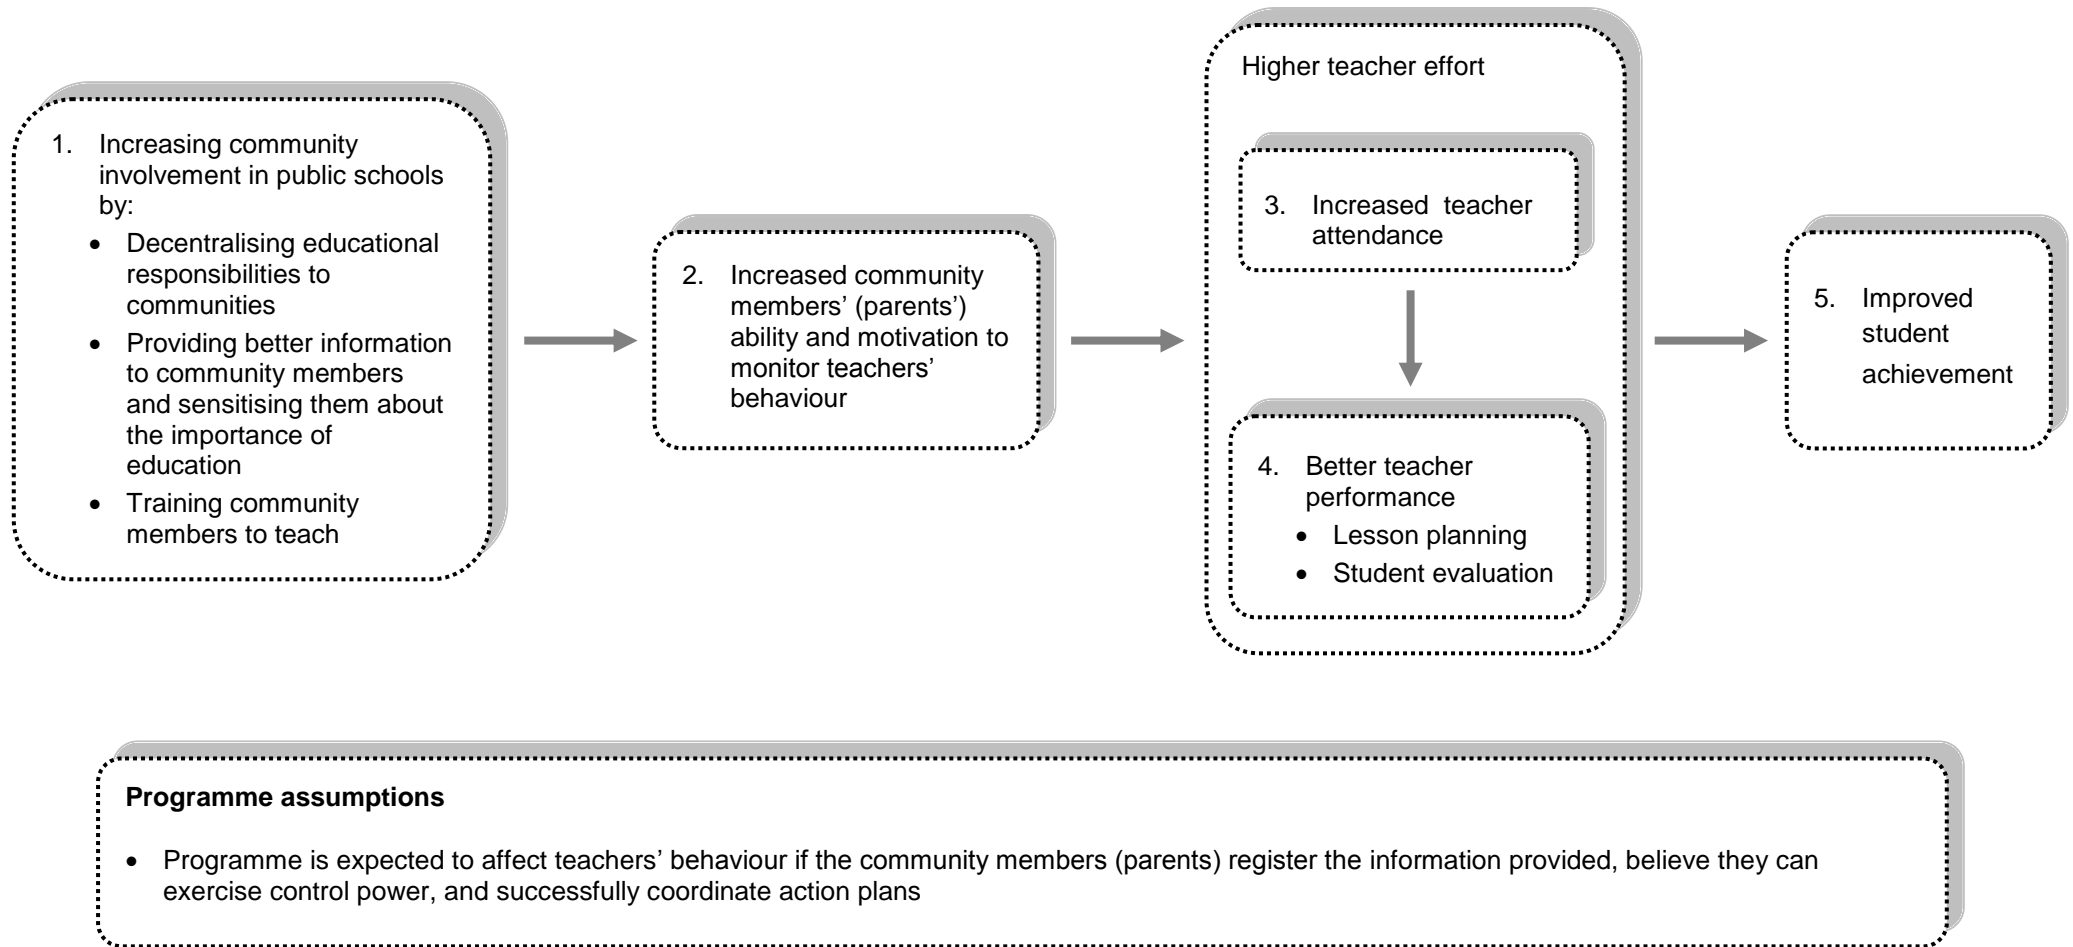 1. Increasing community
involvement in public schools
by:
• Decentralising educational
responsibilities to
communities
• Providing better information
to community members
and sensitising them about
the importance of
education
• Training community
members to teach
2. Increased community
members’ (parents’)
ability and motivation to
monitor teachers’
behaviour
Higher teacher effort
3. Increased teacher
attendance
4. Better teacher
performance
• Lesson planning
• Student evaluation
5. Improved
student
achievement
Programme assumptions
• Programme is expected to affect teachers’ behaviour if the community members (parents) register the information provided, believe they can
exercise control power, and successfully coordinate action plans